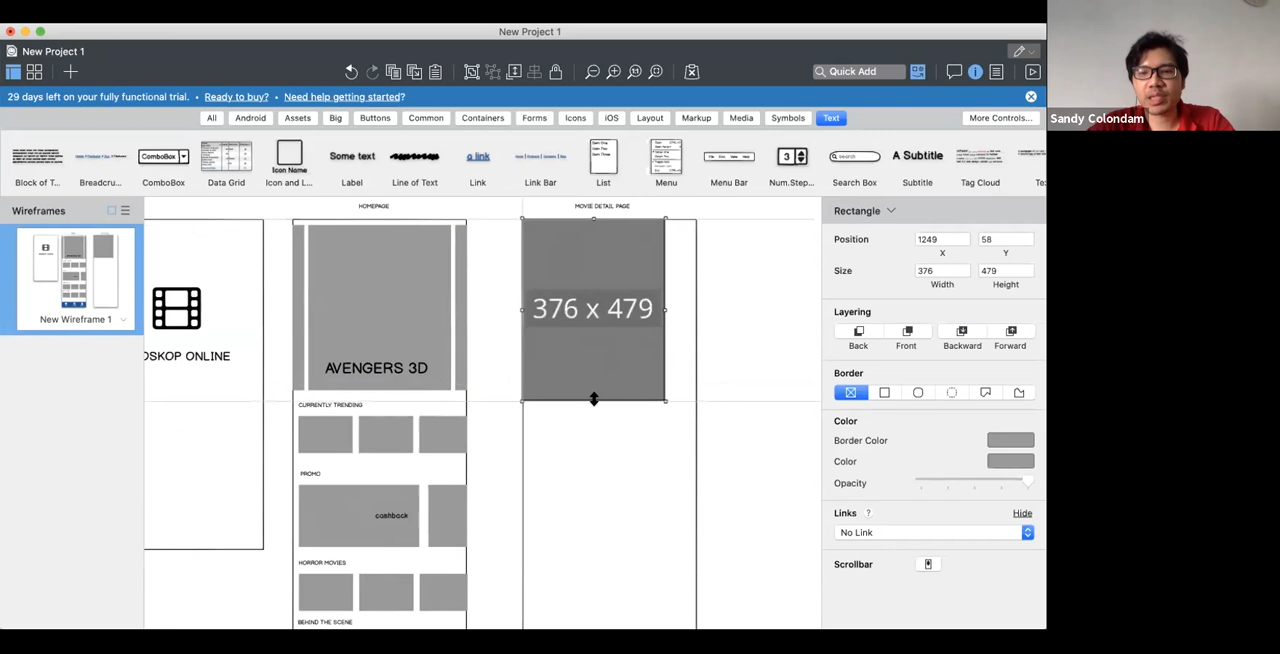 New Project 1
New Project 1
Quick Add
29 days left on your fully functional trial. Ready to buy? Need help getting started?
All Android Assets Big Buttons Common Containers Forms Icons iOS Layout Markup Media Symbols Text More Controls...
ComboBox
Icon Name
Some text
a link
3
search
A Subtitle
Block of T... Breadcru... ComboBox Data Grid Icon and L... Label Line of Text Link Link Bar List Menu Menu Bar Num.Step... Search Box Subtitle Tag Cloud
Wireframes
New Wireframe 1
OSKOP ONLINE
HOMEPAGE
AVENGERS 3D
CURRENTLY TRENDING
PROMO
cashback
HORROR MOVIES
BEHIND THE SCENE
MOVIE DETAIL PAGE
376 x 479
Rectangle
Position 1249 58
X Y
Size 376 479
Width Height
Layering
Back Front Backward Forward
Border
Color
Border Color
Color
Opacity
Links ? Hide
No Link
Scrollbar
Sandy Colondam